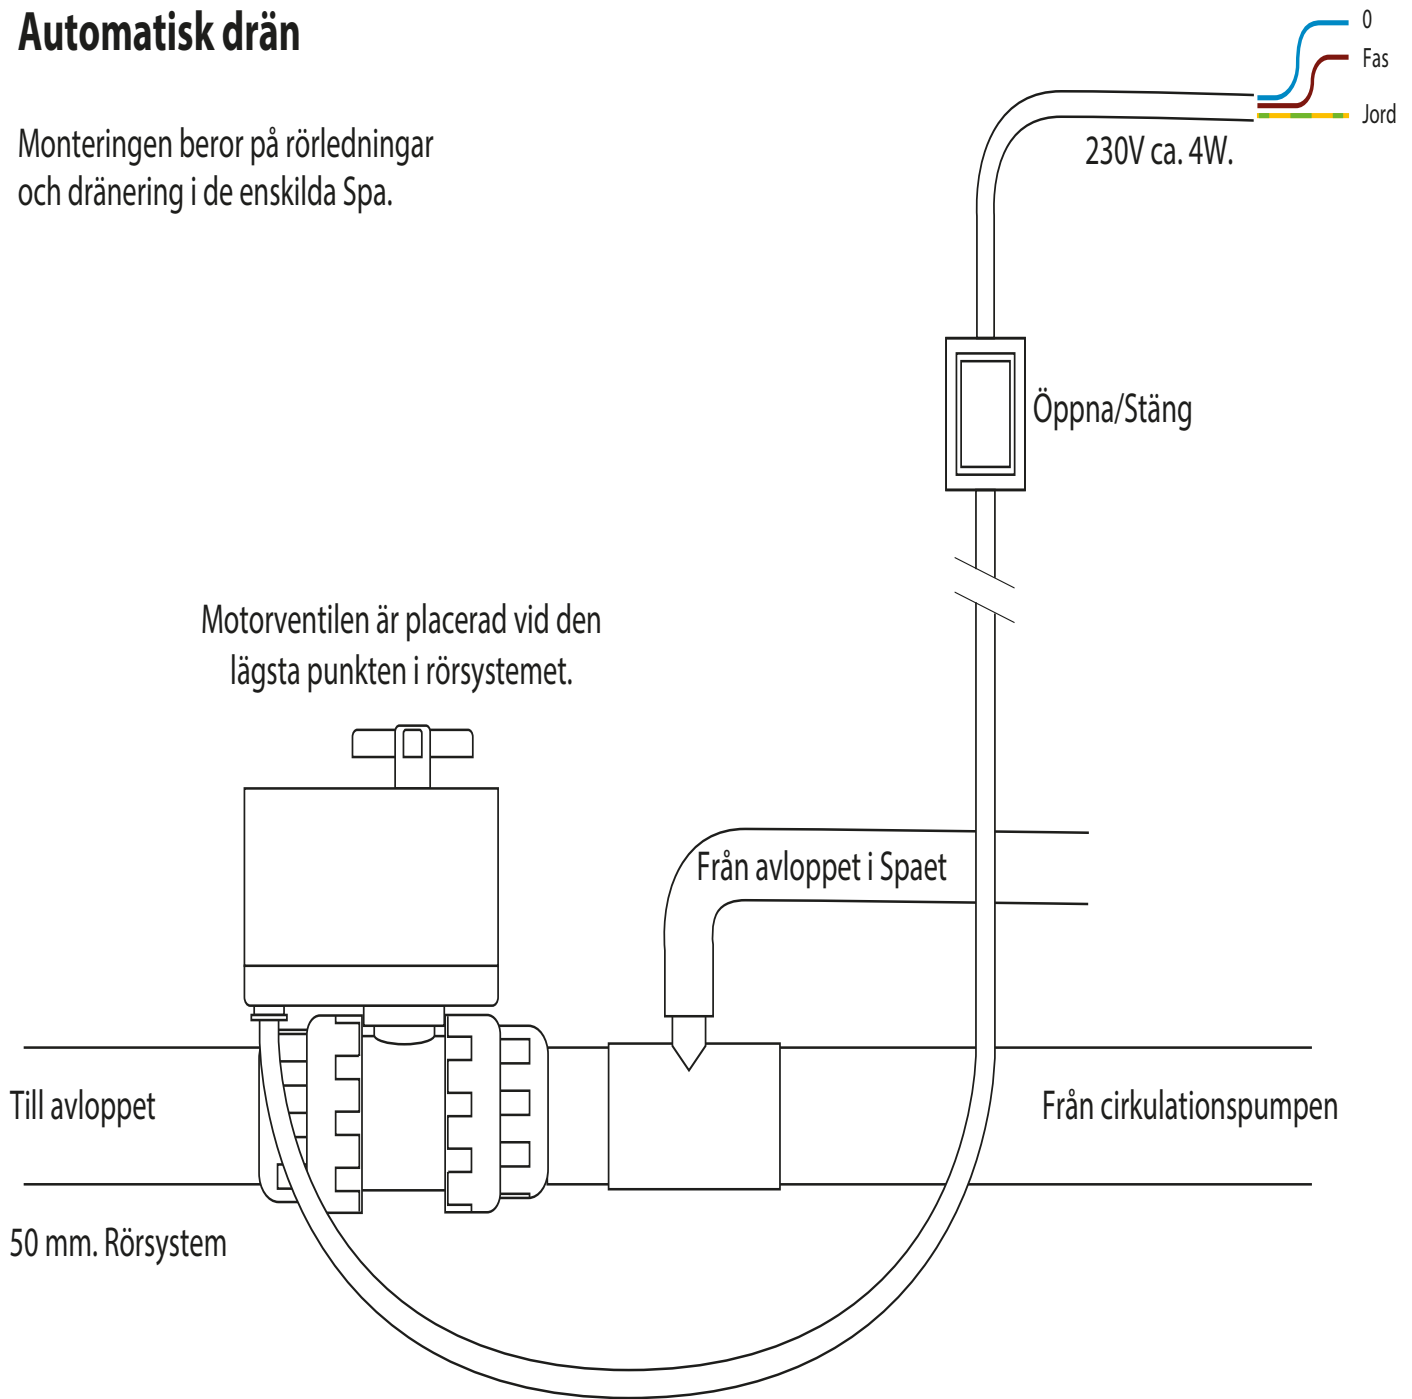 Automatisk drän
0
Fas
Jord
Monteringen beror på rörledningar
och dränering i de enskilda Spa.
230V ca. 4W.
Öppna/Stäng
Motorventilen är placerad vid den
lägsta punkten i rörsystemet.
Från avloppet i Spaet
Till avloppet
Från cirkulationspumpen
50 mm. Rörsystem